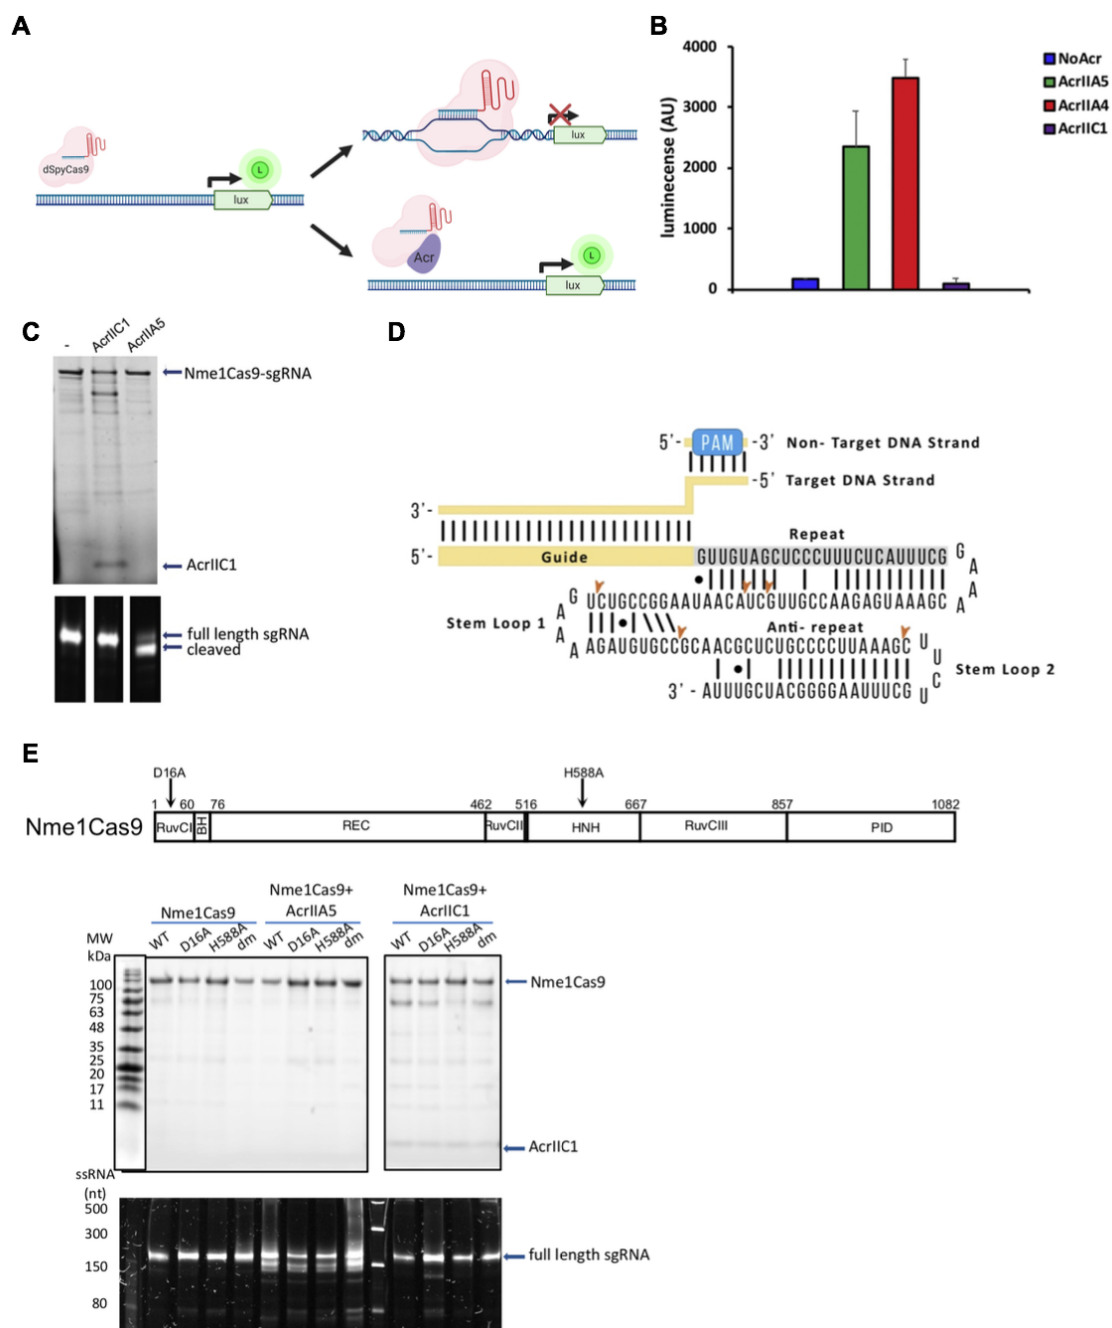 A
dSpyCas9
L
lux
lux
Acr
L
lux
B
4000
3000
2000
1000
0
luminecense (AU)
NoAcr
AcrIIA5
AcrIIA4
AcrIIC1
C
- AcrIIC1 AcrIIA5
Nme1Cas9-sgRNA
AcrIIC1
full length sgRNA
cleaved
D
5'- PAM -3' Non- Target DNA Strand
-5' Target DNA Strand
3'-
Repeat
5'- Guide GUUGUAGCUCCCUUUCUCAUUUCG G
A
A
A
A G UCUGCCGGAAUAACAUCGUUGCCAAGAGUAAAGC
Stem Loop 1
Anti- repeat
A A AGAUGUGCCGCAACGCUCUGCCCCUUAAAGC U
U
C
U
Stem Loop 2
3'- AUUUGCUACGGGGAAUUUCG
E
D16A H588A
1 60 76 462 516 667 857 1082
Nme1Cas9 RuvCI BH REC RuvCII HNH RuvCIII PID
Nme1Cas9 Nme1Cas9+ AcrIIA5 Nme1Cas9+ AcrIIC1
WT D16A H588A dm WT D16A H588A dm WT D16A H588A dm
MW
kDa
100
75
63
48
35
25
20
17
11
Nme1Cas9
AcrIIC1
ssRNA
(nt)
500
300
150
80
full length sgRNA